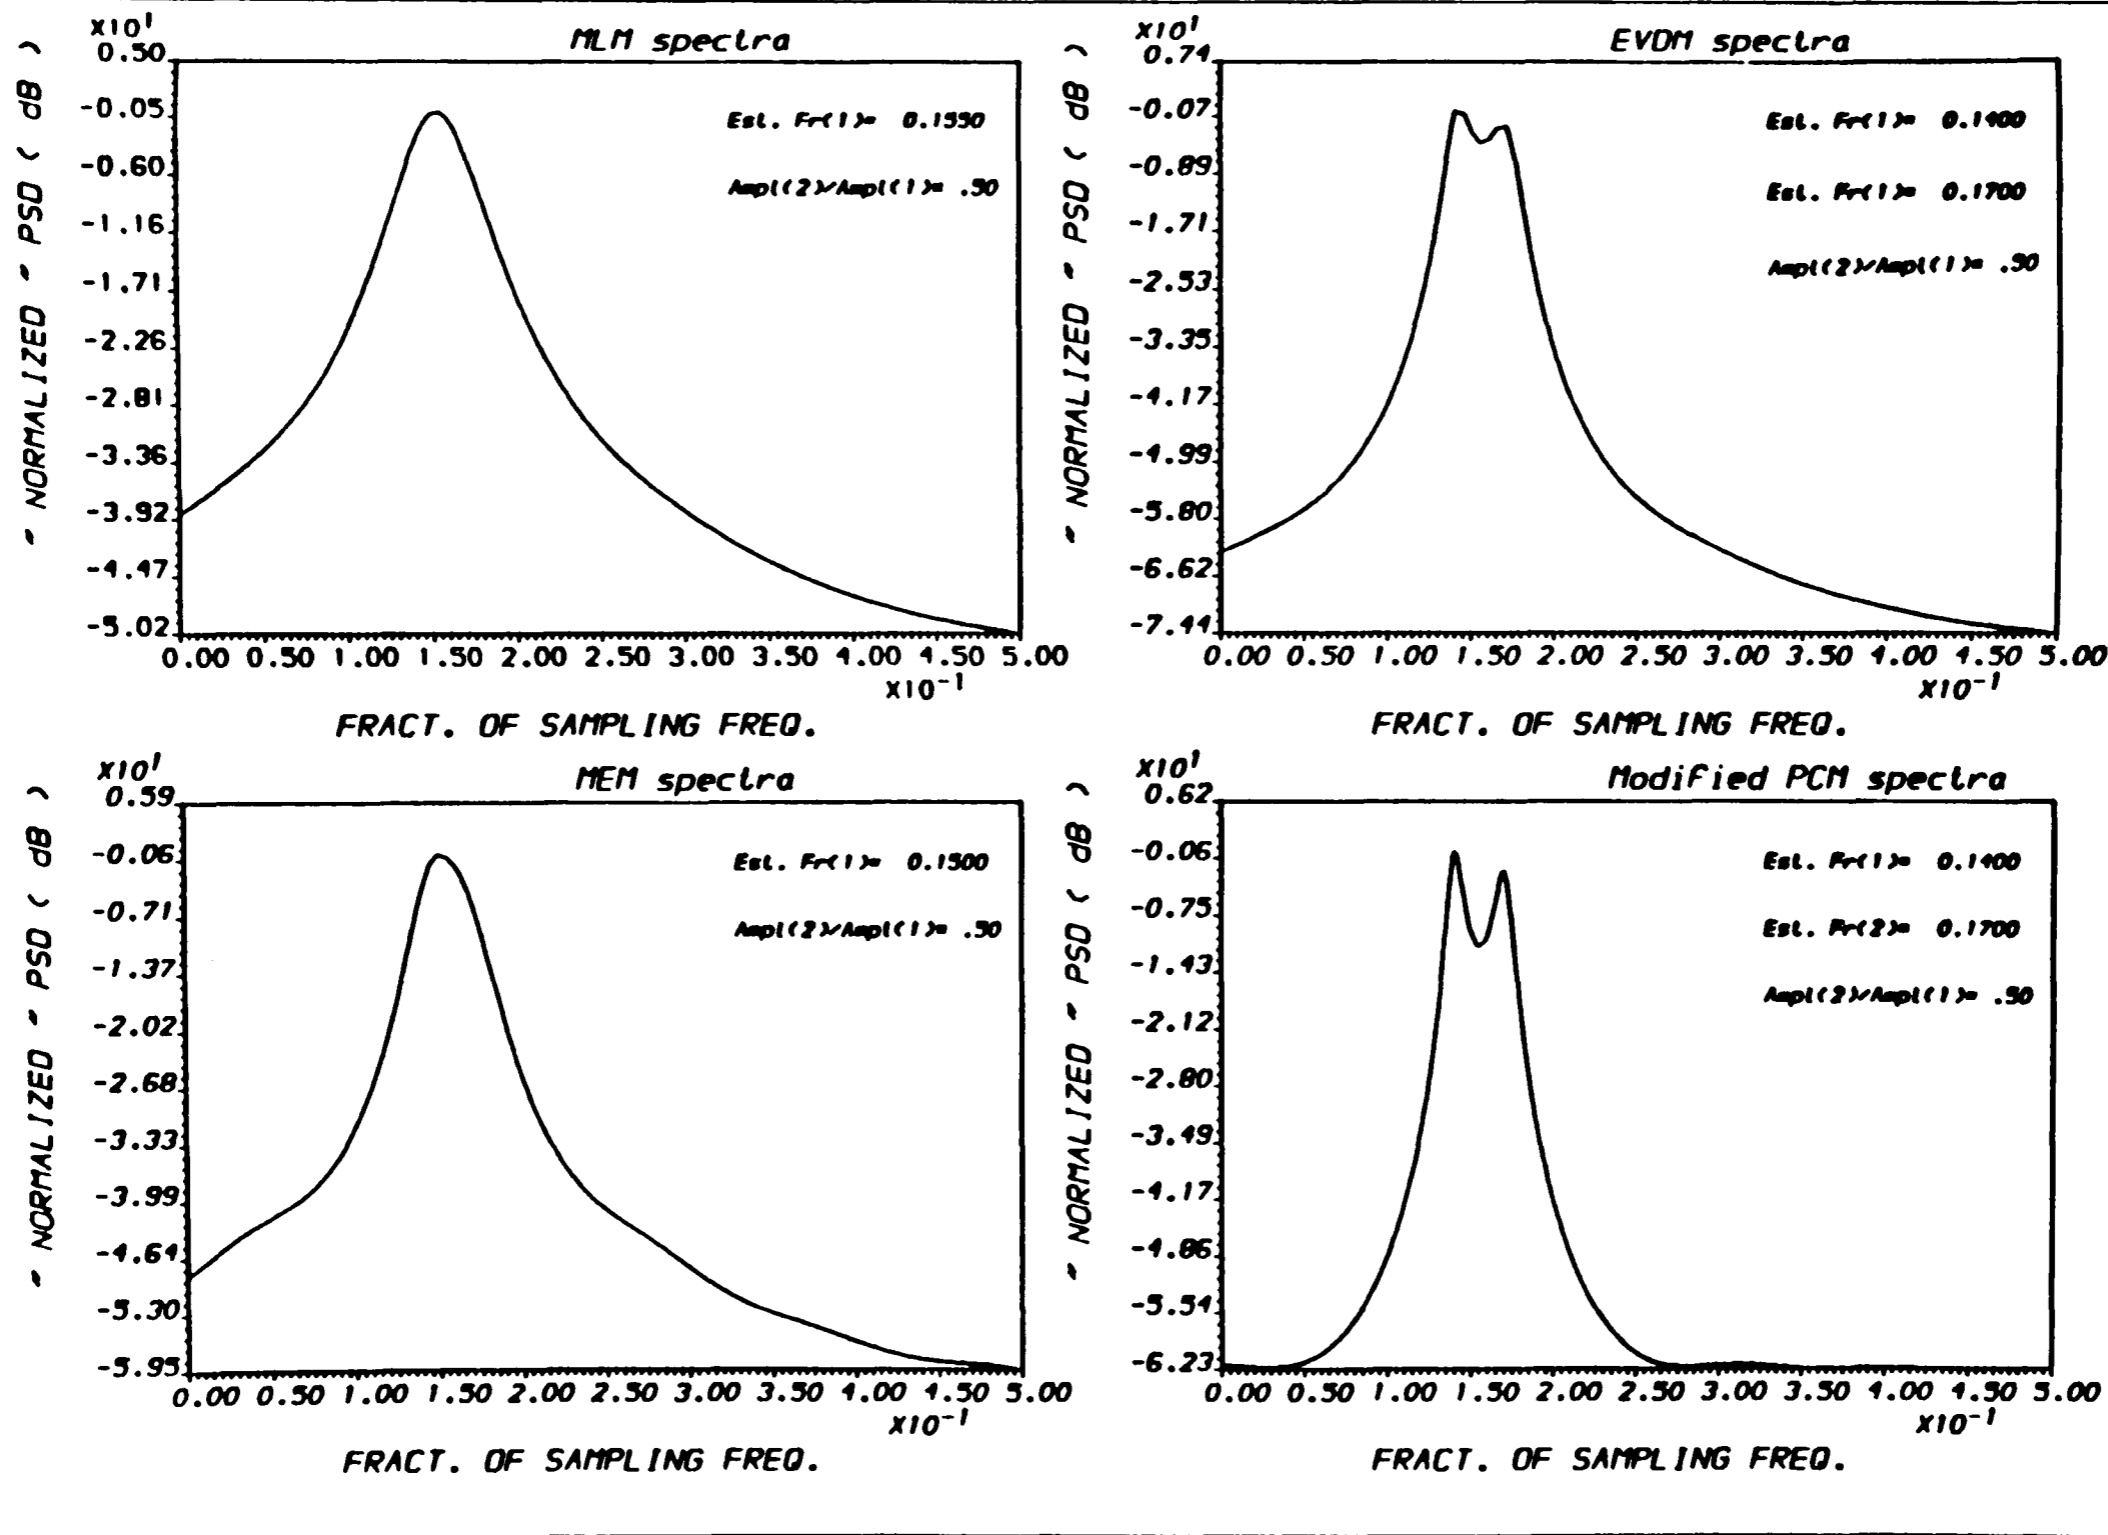 MLM spectra
X10¹
0.50
-0.05
-0.60
-1.16
-1.71
-2.26
-2.81
-3.36
-3.92
-4.47
-5.02
" NORMALIZED " PSD ( dB )
Est. Fr(1)= 0.1550
Ampl(2)/Ampl(1)= .50
0.00 0.50 1.00 1.50 2.00 2.50 3.00 3.50 4.00 4.50 5.00
X10⁻¹
FRACT. OF SAMPLING FREQ.
EVDM spectra
X10¹
0.74
-0.07
-0.89
-1.71
-2.53
-3.35
-4.17
-4.99
-5.80
-6.62
-7.44
" NORMALIZED " PSD ( dB )
Est. Fr(1)= 0.1400
Est. Fr(1)= 0.1700
Ampl(2)/Ampl(1)= .50
0.00 0.50 1.00 1.50 2.00 2.50 3.00 3.50 4.00 4.50 5.00
X10⁻¹
FRACT. OF SAMPLING FREQ.
MEM spectra
X10¹
0.59
-0.06
-0.71
-1.37
-2.02
-2.68
-3.33
-3.99
-4.64
-5.30
-5.95
" NORMALIZED " PSD ( dB )
Est. Fr(1)= 0.1500
Ampl(2)/Ampl(1)= .50
0.00 0.50 1.00 1.50 2.00 2.50 3.00 3.50 4.00 4.50 5.00
X10⁻¹
FRACT. OF SAMPLING FREQ.
Modified PCM spectra
X10¹
0.62
-0.06
-0.75
-1.43
-2.12
-2.80
-3.49
-4.17
-4.86
-5.54
-6.23
" NORMALIZED " PSD ( dB )
Est. Fr(1)= 0.1400
Est. Fr(2)= 0.1700
Ampl(2)/Ampl(1)= .50
0.00 0.50 1.00 1.50 2.00 2.50 3.00 3.50 4.00 4.50 5.00
X10⁻¹
FRACT. OF SAMPLING FREQ.